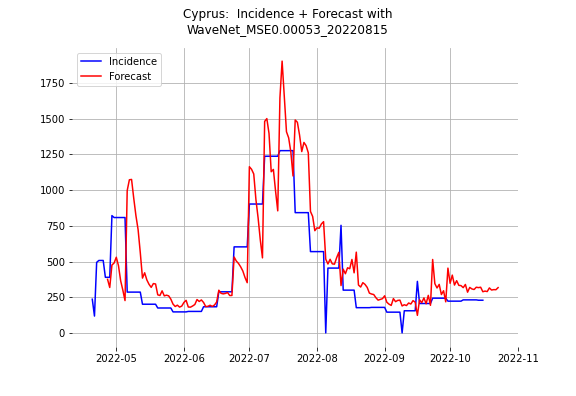 Cyprus:  Incidence + Forecast with
WaveNet_MSE0.00053_20220815
Incidence
Forecast
1750
1500
1250
1000
750
500
250
0
2022-05 2022-06 2022-07 2022-08 2022-09 2022-10 2022-11